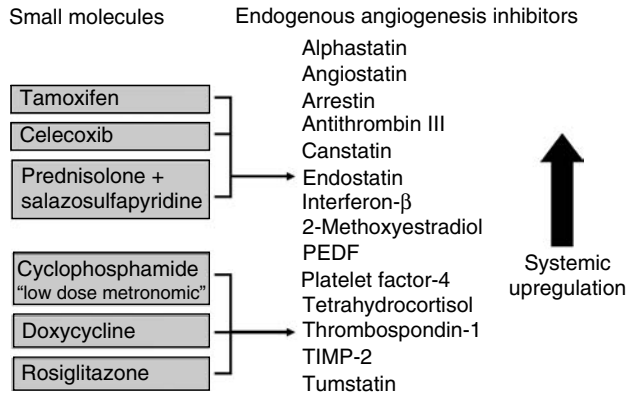 Small molecules
Endogenous angiogenesis inhibitors
Tamoxifen
Celecoxib
Prednisolone +
salazosulfapyridine
Cyclophosphamide
“low dose metronomic”
Doxycycline
Rosiglitazone
Alphastatin
Angiostatin
Arrestin
Antithrombin III
Canstatin
Endostatin
Interferon-β
2-Methoxyestradiol
PEDF
Platelet factor-4
Tetrahydrocortisol
Thrombospondin-1
TIMP-2
Tumstatin
Systemic
upregulation